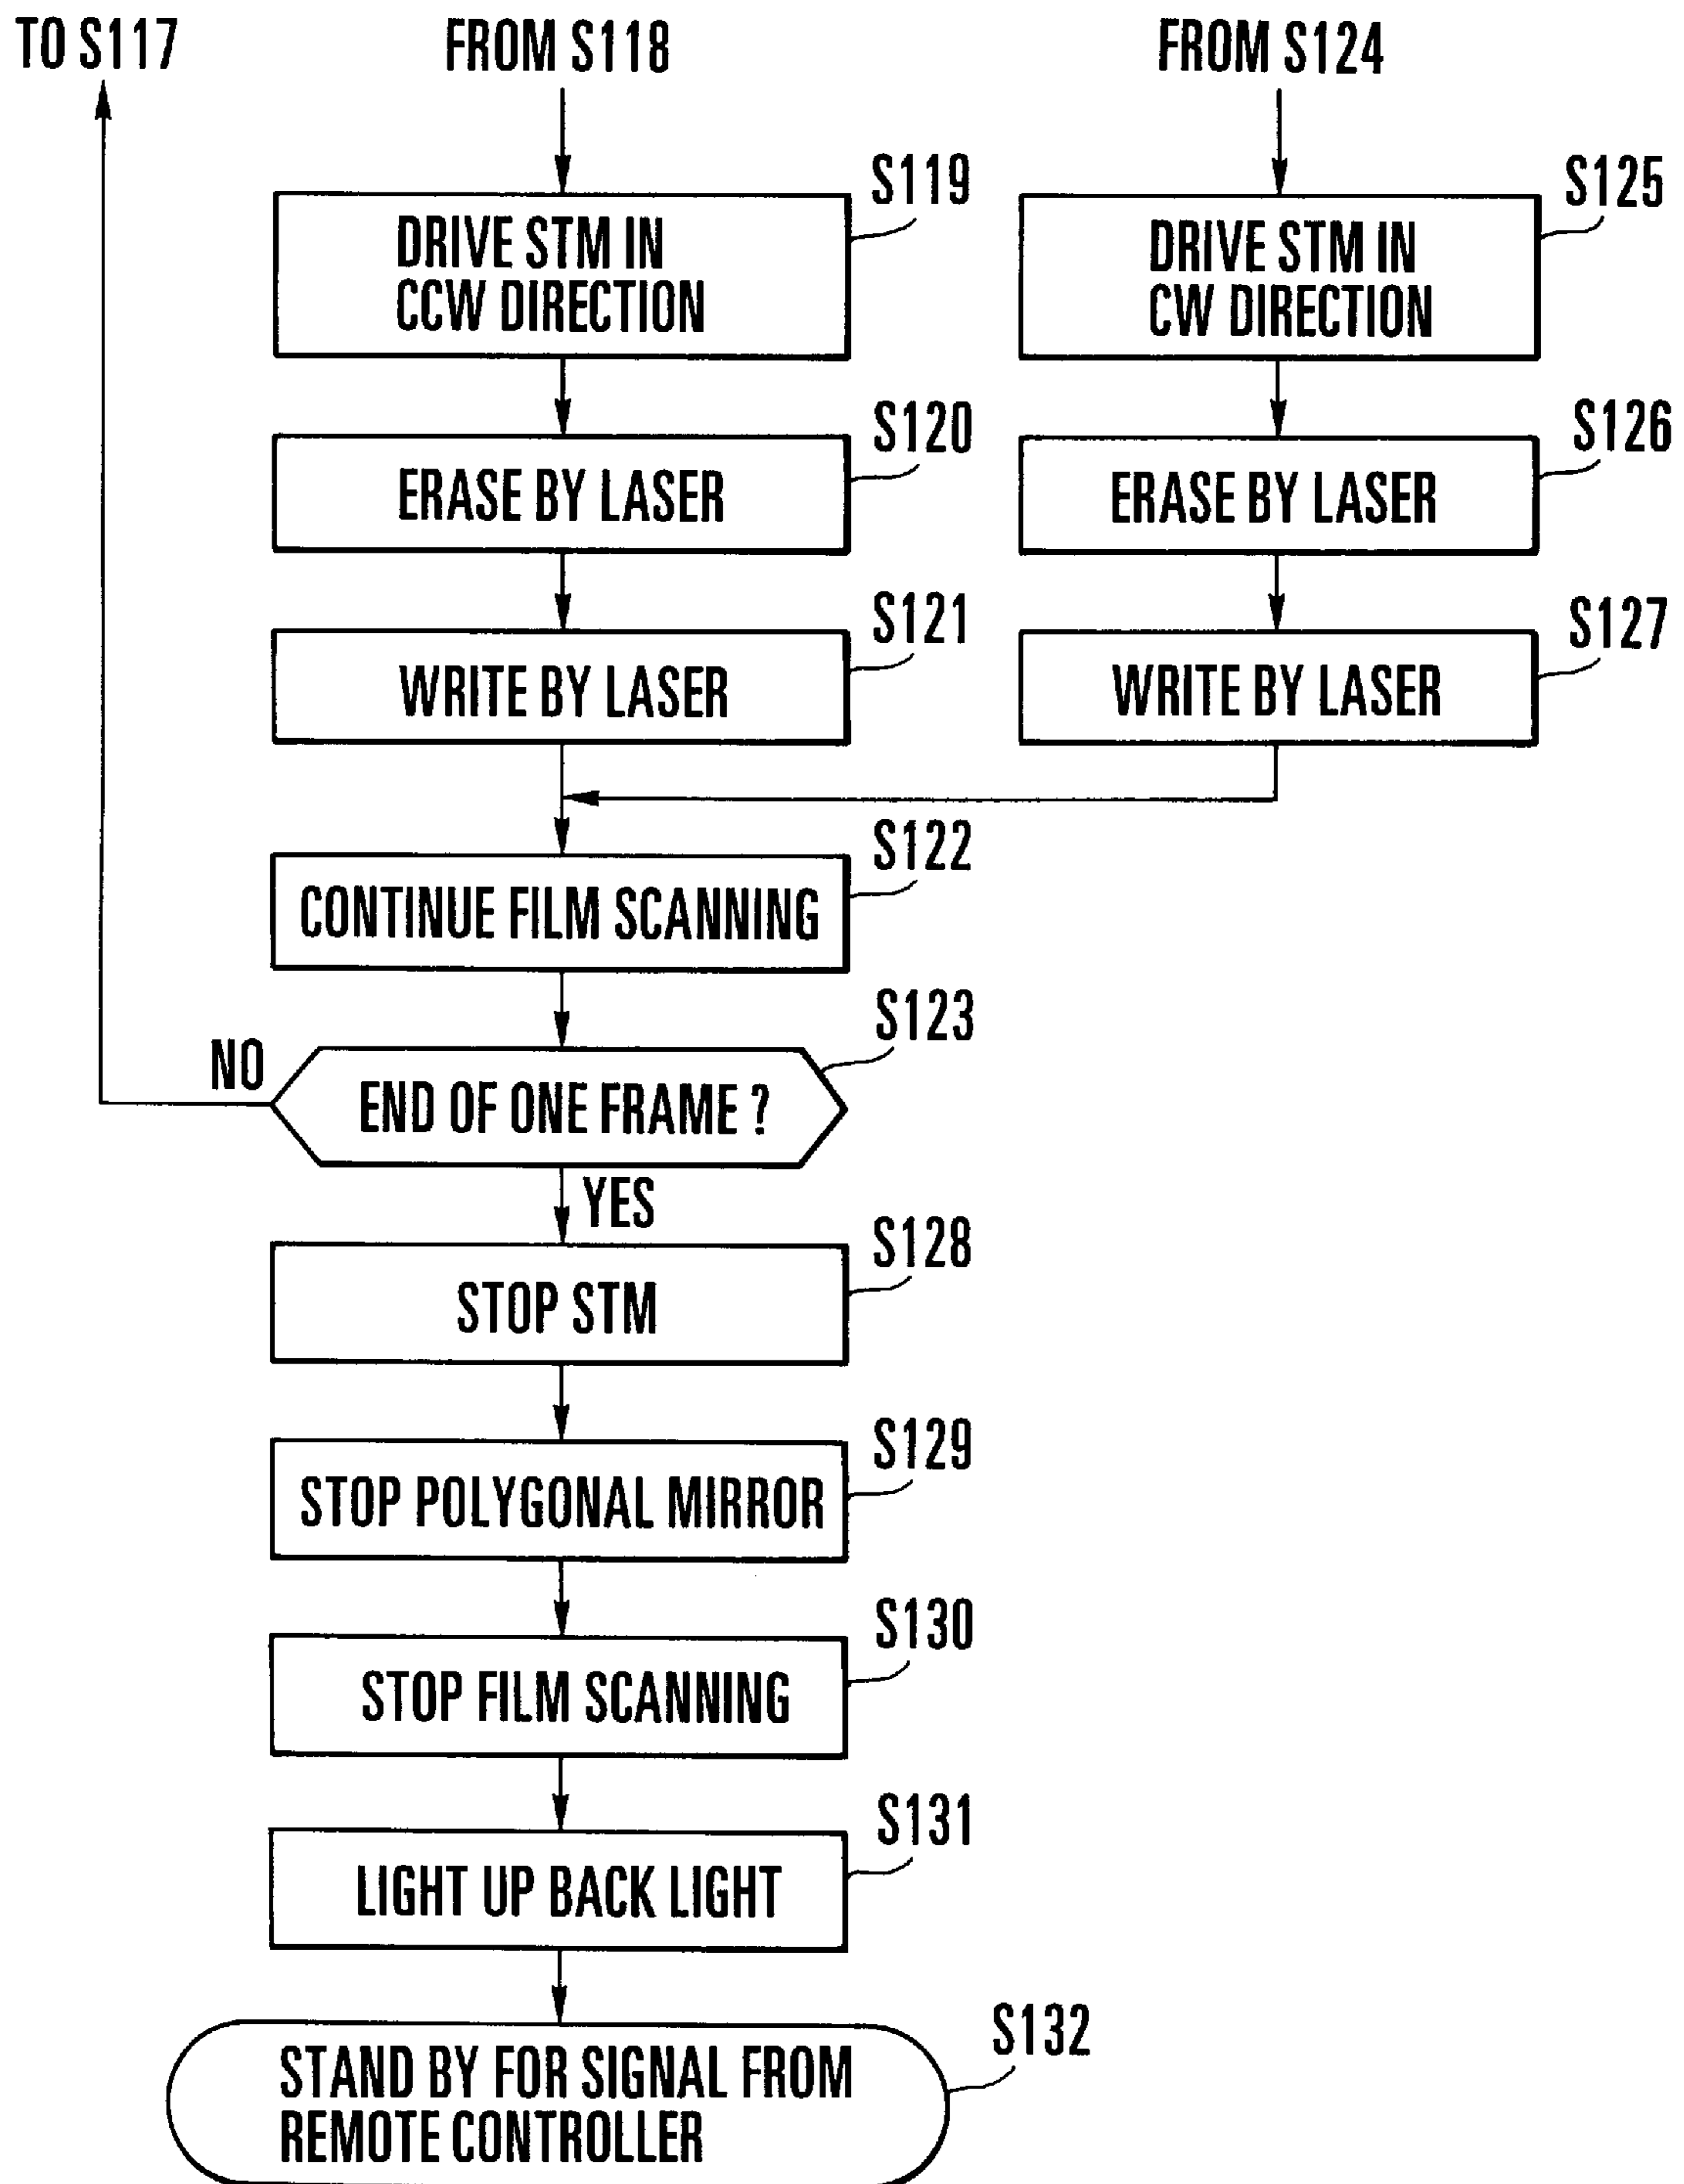 TO S117
FROM S118
FROM S124
S119
DRIVE STM IN
CCW DIRECTION
S125
DRIVE STM IN
CW DIRECTION
S120
ERASE BY LASER
S126
ERASE BY LASER
S121
WRITE BY LASER
S127
WRITE BY LASER
S122
CONTINUE FILM SCANNING
S123
NO
END OF ONE FRAME ?
YES
S128
STOP STM
S129
STOP POLYGONAL MIRROR
S130
STOP FILM SCANNING
S131
LIGHT UP BACK LIGHT
S132
STAND BY FOR SIGNAL FROM
REMOTE CONTROLLER